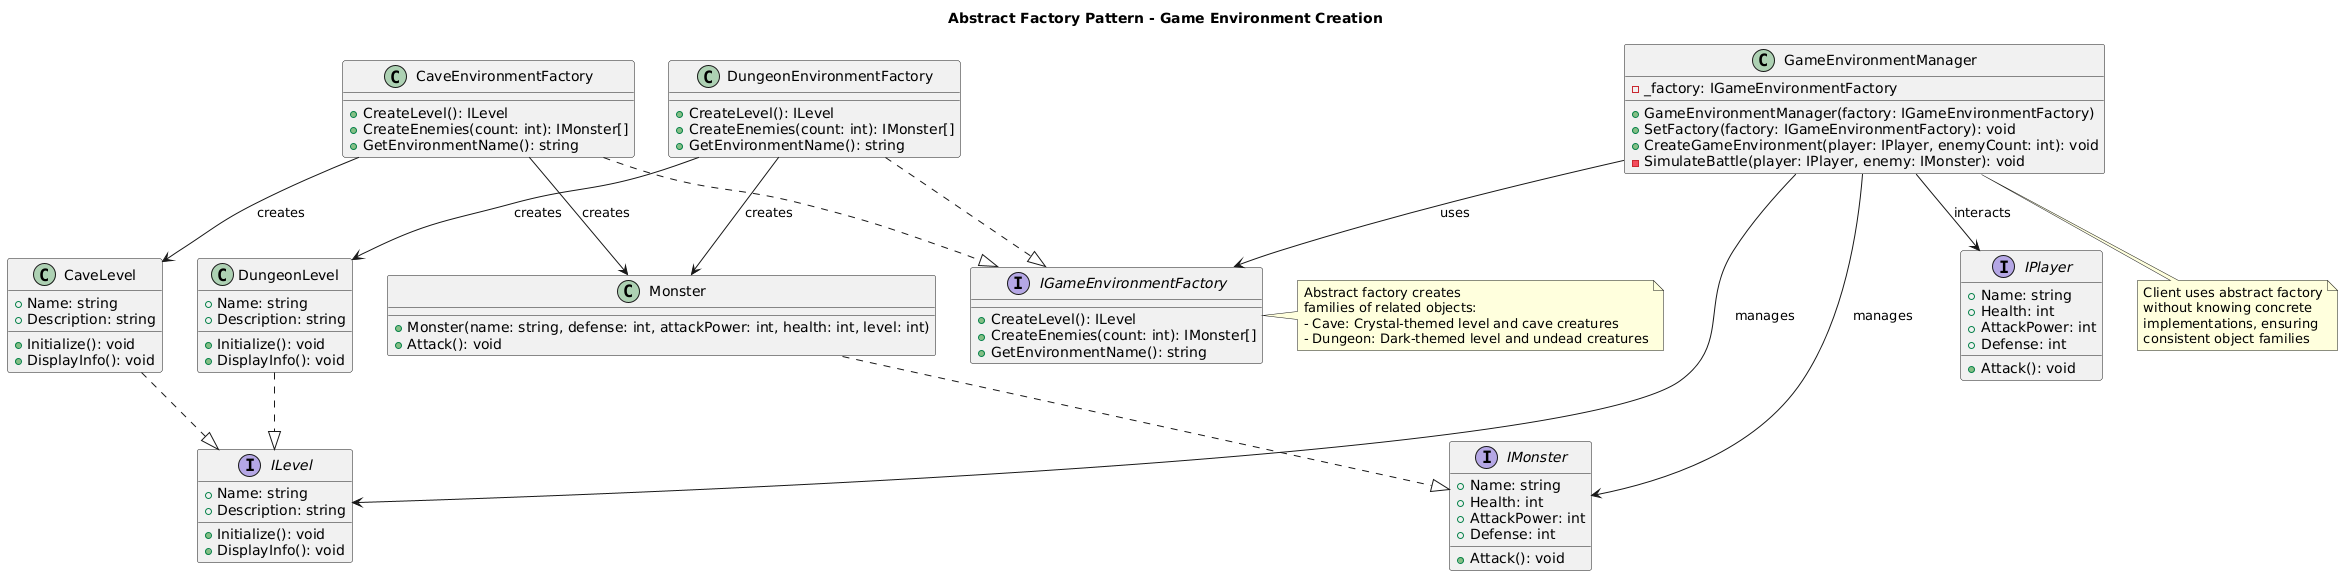 Abstract Factory Pattern - Game Environment Creation
C CaveEnvironmentFactory
CreateLevel(): ILevel
CreateEnemies(count: int): IMonster[]
GetEnvironmentName(): string
C DungeonEnvironmentFactory
CreateLevel(): ILevel
CreateEnemies(count: int): IMonster[]
GetEnvironmentName(): string
C GameEnvironmentManager
_factory: IGameEnvironmentFactory
GameEnvironmentManager(factory: IGameEnvironmentFactory)
SetFactory(factory: IGameEnvironmentFactory): void
CreateGameEnvironment(player: IPlayer, enemyCount: int): void
SimulateBattle(player: IPlayer, enemy: IMonster): void
creates
creates
creates
creates
uses
interacts
C CaveLevel
Name: string
Description: string
Initialize(): void
DisplayInfo(): void
C DungeonLevel
Name: string
Description: string
Initialize(): void
DisplayInfo(): void
C Monster
Monster(name: string, defense: int, attackPower: int, health: int, level: int)
Attack(): void
I IGameEnvironmentFactory
CreateLevel(): ILevel
CreateEnemies(count: int): IMonster[]
GetEnvironmentName(): string
Abstract factory creates
families of related objects:
- Cave: Crystal-themed level and cave creatures
- Dungeon: Dark-themed level and undead creatures
manages
manages
I IPlayer
Name: string
Health: int
AttackPower: int
Defense: int
Attack(): void
Client uses abstract factory
without knowing concrete
implementations, ensuring
consistent object families
I ILevel
Name: string
Description: string
Initialize(): void
DisplayInfo(): void
I IMonster
Name: string
Health: int
AttackPower: int
Defense: int
Attack(): void